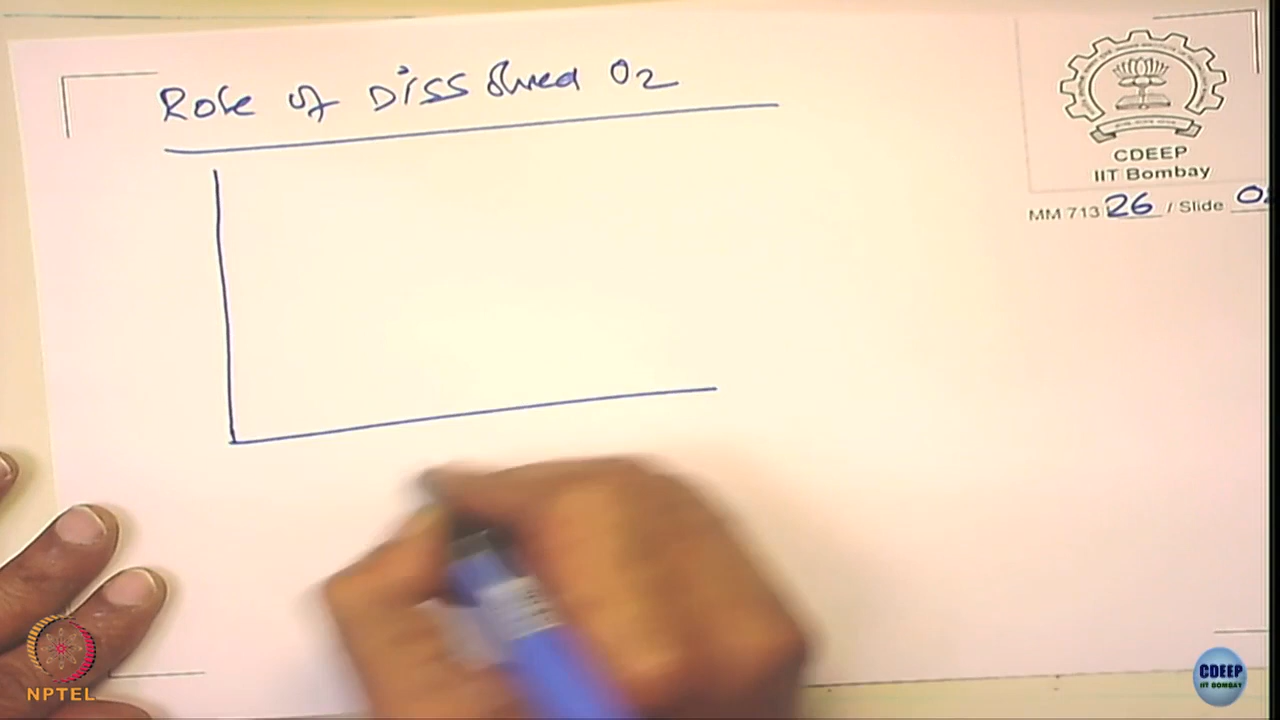 Role of Dissolved O2
CDEEP
IIT Bombay
MM 713 26 / Slide
NPTEL
CDEEP
IIT BOMBAY